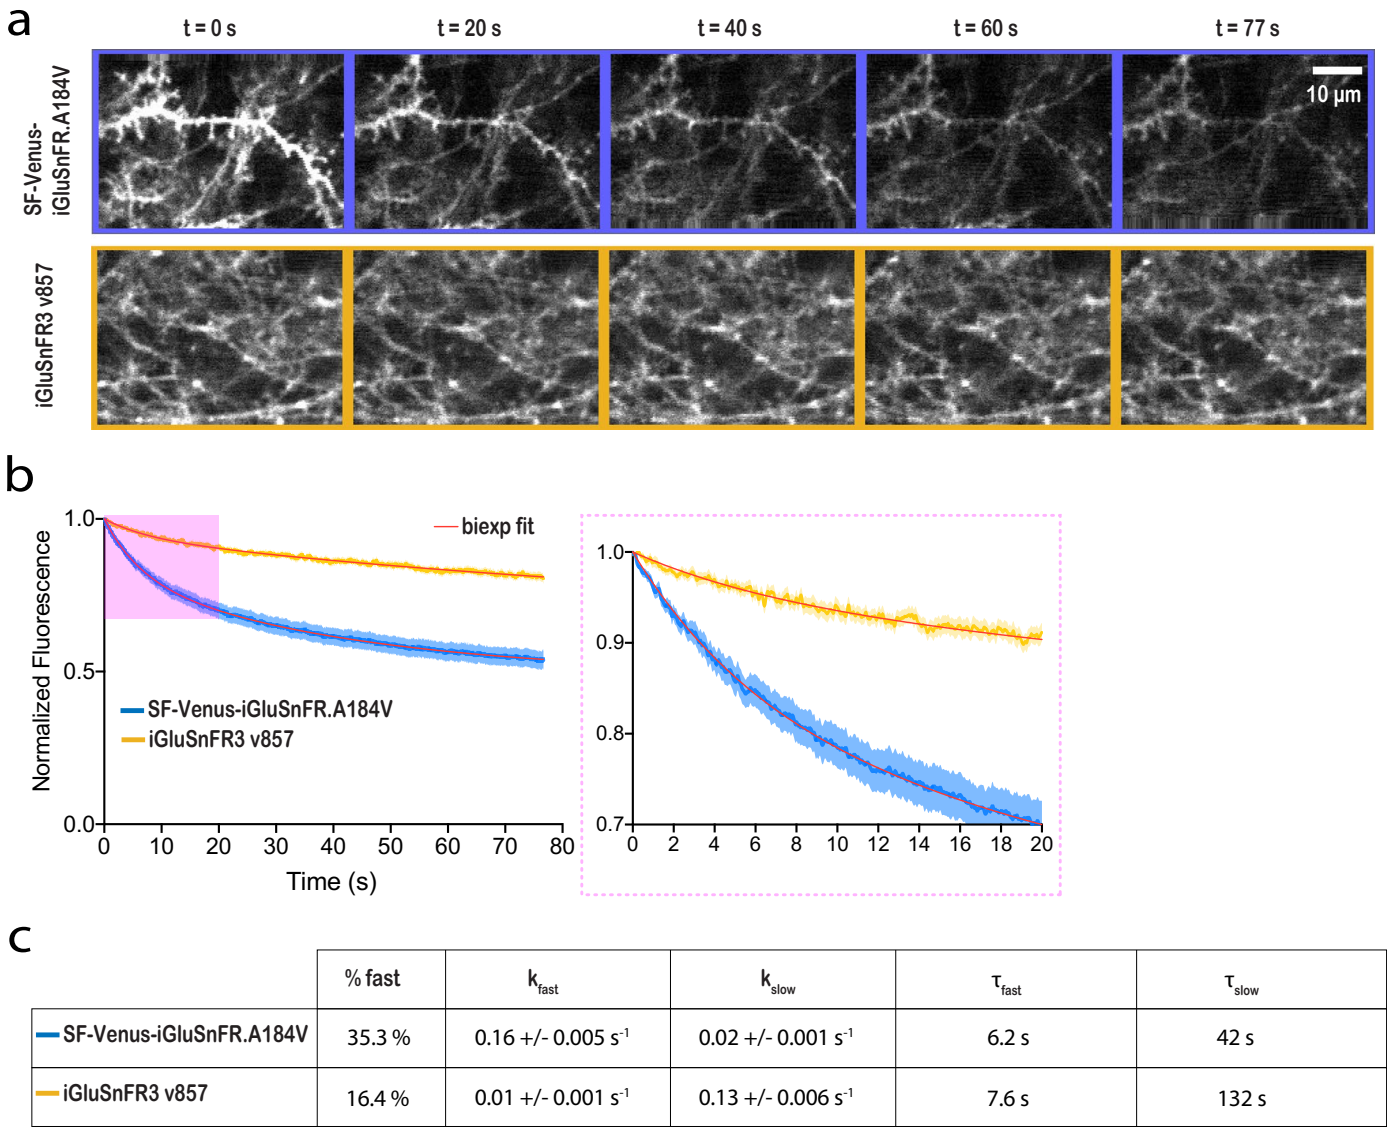 a
t = 0 s t = 20 s t = 40 s t = 60 s t = 77 s
SF-Venus-
iGluSnFR.A184V
10 µm
iGluSnFR3 v857
b
Normalized Fluorescence
1.0
0.5
0.0
biexp fit
SF-Venus-iGluSnFR.A184V
iGluSnFR3 v857
0 10 20 30 40 50 60 70 80
Time (s)
1.0
0.9
0.8
0.7
0 2 4 6 8 10 12 14 16 18 20
c
% fast k_fast k_slow τ_fast τ_slow
SF-Venus-iGluSnFR.A184V 35.3 % 0.16 +/- 0.005 s⁻¹ 0.02 +/- 0.001 s⁻¹ 6.2 s 42 s
iGluSnFR3 v857 16.4 % 0.01 +/- 0.001 s⁻¹ 0.13 +/- 0.006 s⁻¹ 7.6 s 132 s